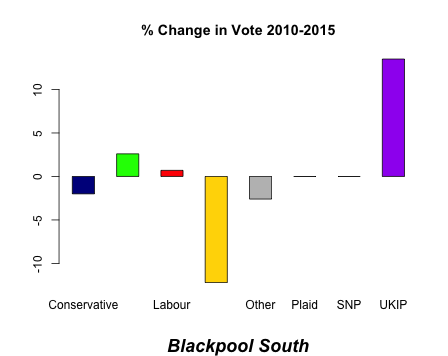 % Change in Vote 2010-2015
10
5
0
-5
-10
Conservative Labour Other Plaid SNP UKIP
Blackpool South